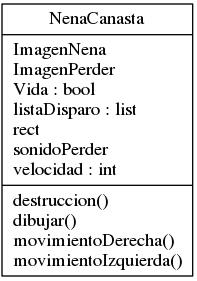 NenaCanasta
ImagenNena
ImagenPerder
Vida : bool
listaDisparo : list
rect
sonidoPerder
velocidad : int
destruccion()
dibujar()
movimientoDerecha()
movimientoIzquierda()